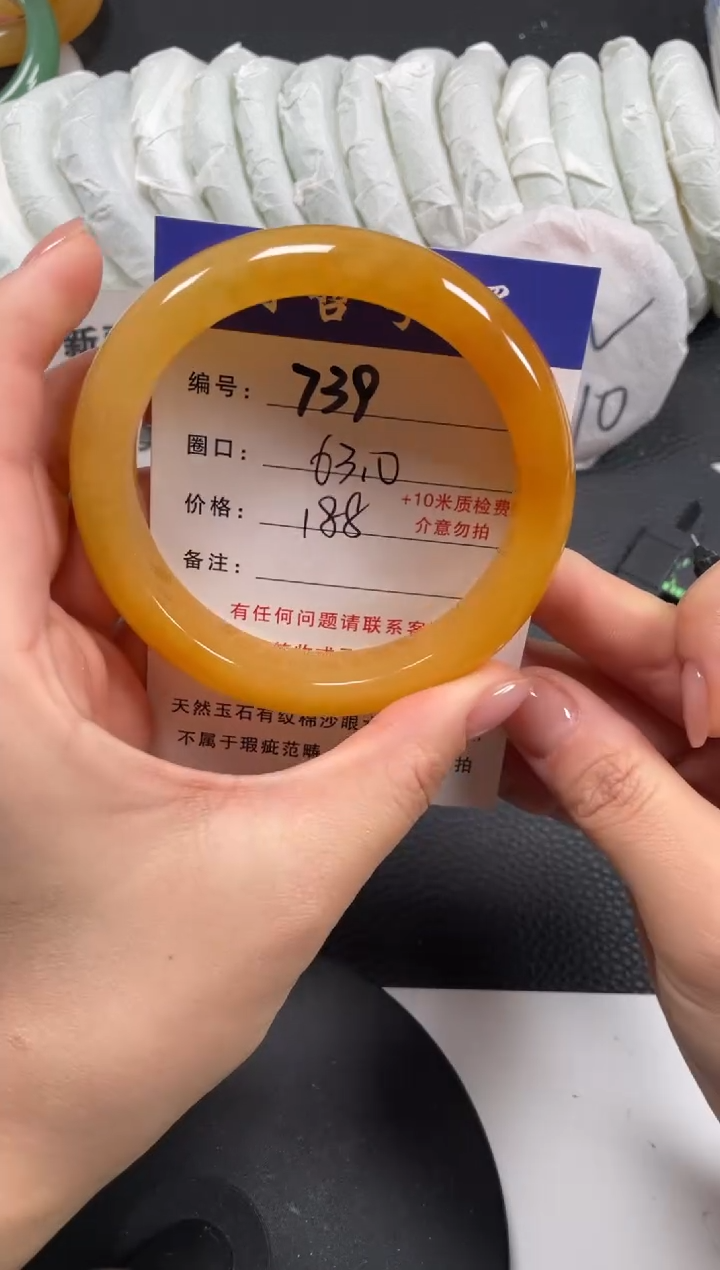 新
编号： 739
圈口： 63.0
价格： 188
+10米质检费
介意勿拍
备注：
有任何问题请联系客
天然玉石有纹棉沙眼
不属于瑕疵范畴
拍
10